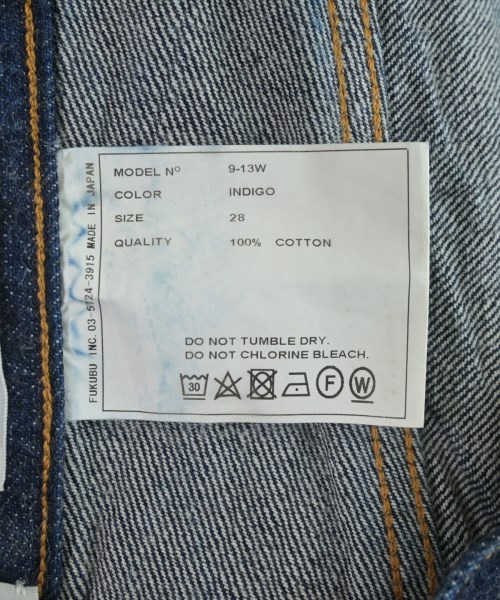 MODEL Nº 9-13W
COLOR INDIGO
SIZE 28
QUALITY 100% COTTON
DO NOT TUMBLE DRY.
DO NOT CHLORINE BLEACH.
30 F W
FUKUBU INC. 03-5724-3915 MADE IN JAPAN